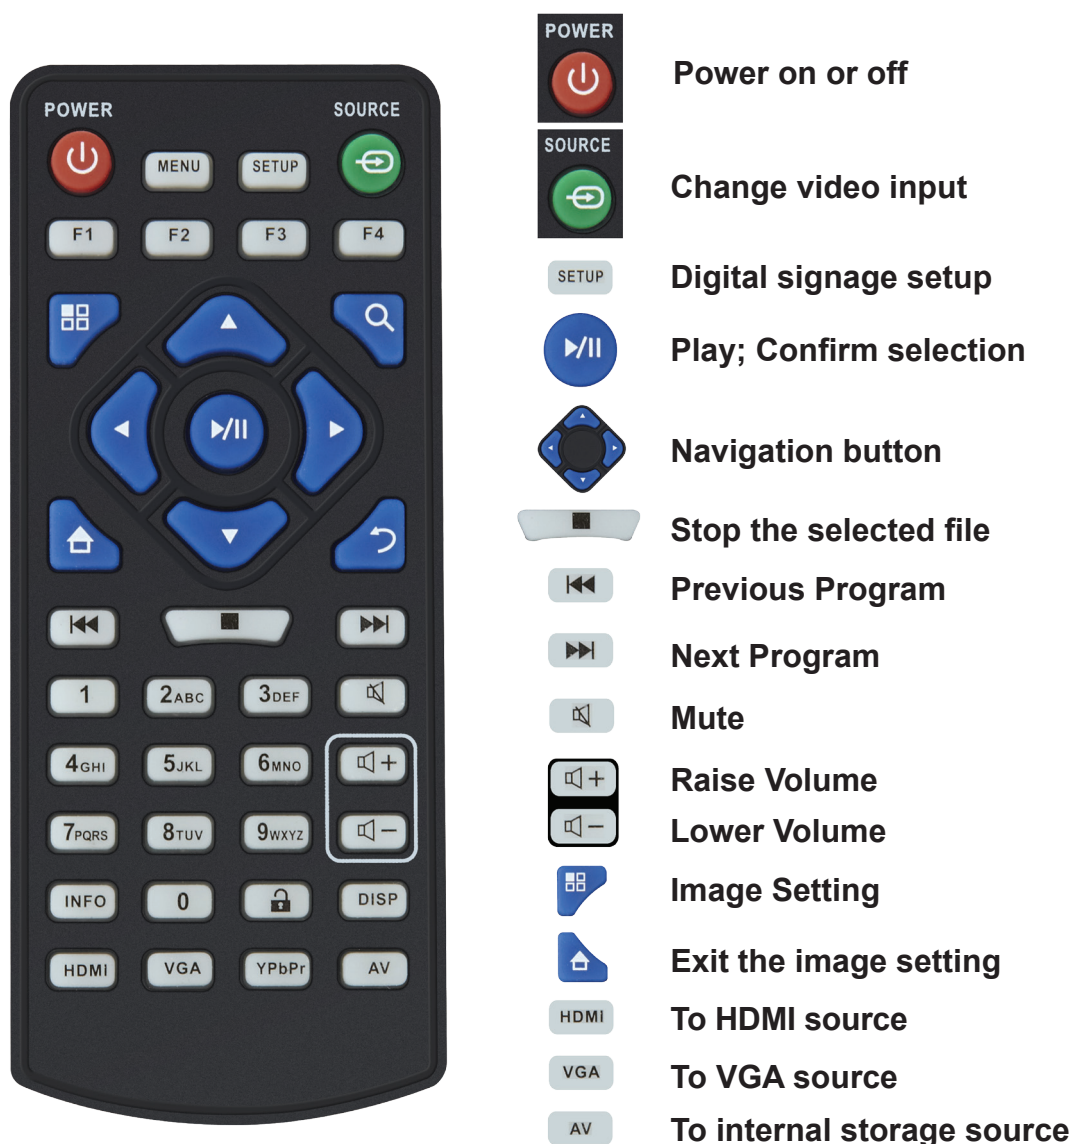 POWER
SOURCE
MENU
SETUP
F1
F2
F3
F4
1
2ABC
3DEF
4GHI
5JKL
6MNO
+
7PQRS
8TUV
9WXYZ
-
INFO
0
DISP
HDMi
VGA
YPbPr
AV
POWER
Power on or off
SOURCE
Change video input
SETUP
Digital signage setup
Play; Confirm selection
Navigation button
Stop the selected file
Previous Program
Next Program
Mute
+
Raise Volume
-
Lower Volume
Image Setting
Exit the image setting
HDMI
To HDMI source
VGA
To VGA source
AV
To internal storage source